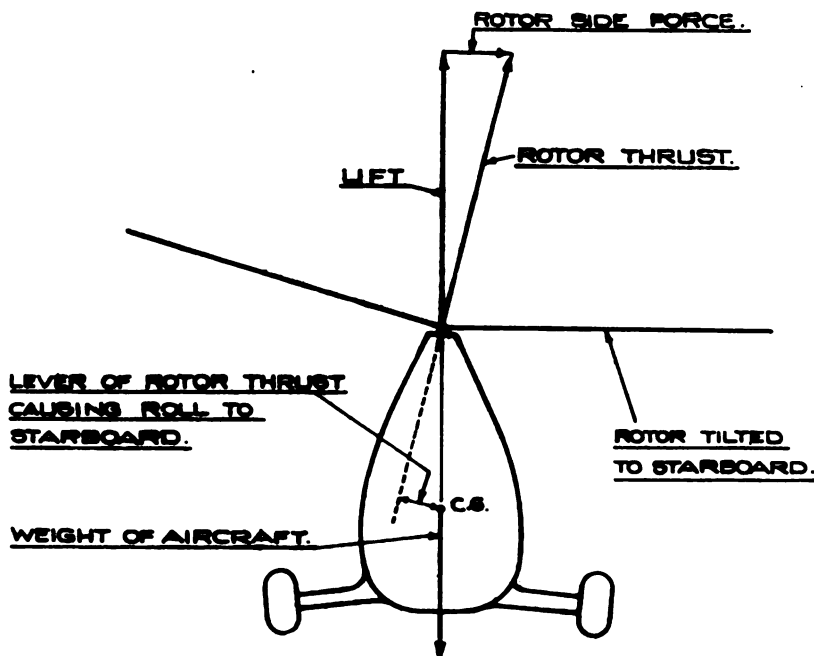 ROTOR SIDE FORCE.
ROTOR THRUST.
LIFT
LEVER OF ROTOR THRUST
CAUSING ROLL TO
STARBOARD.
ROTOR TILTED
TO STARBOARD.
C.G.
WEIGHT OF AIRCRAFT.